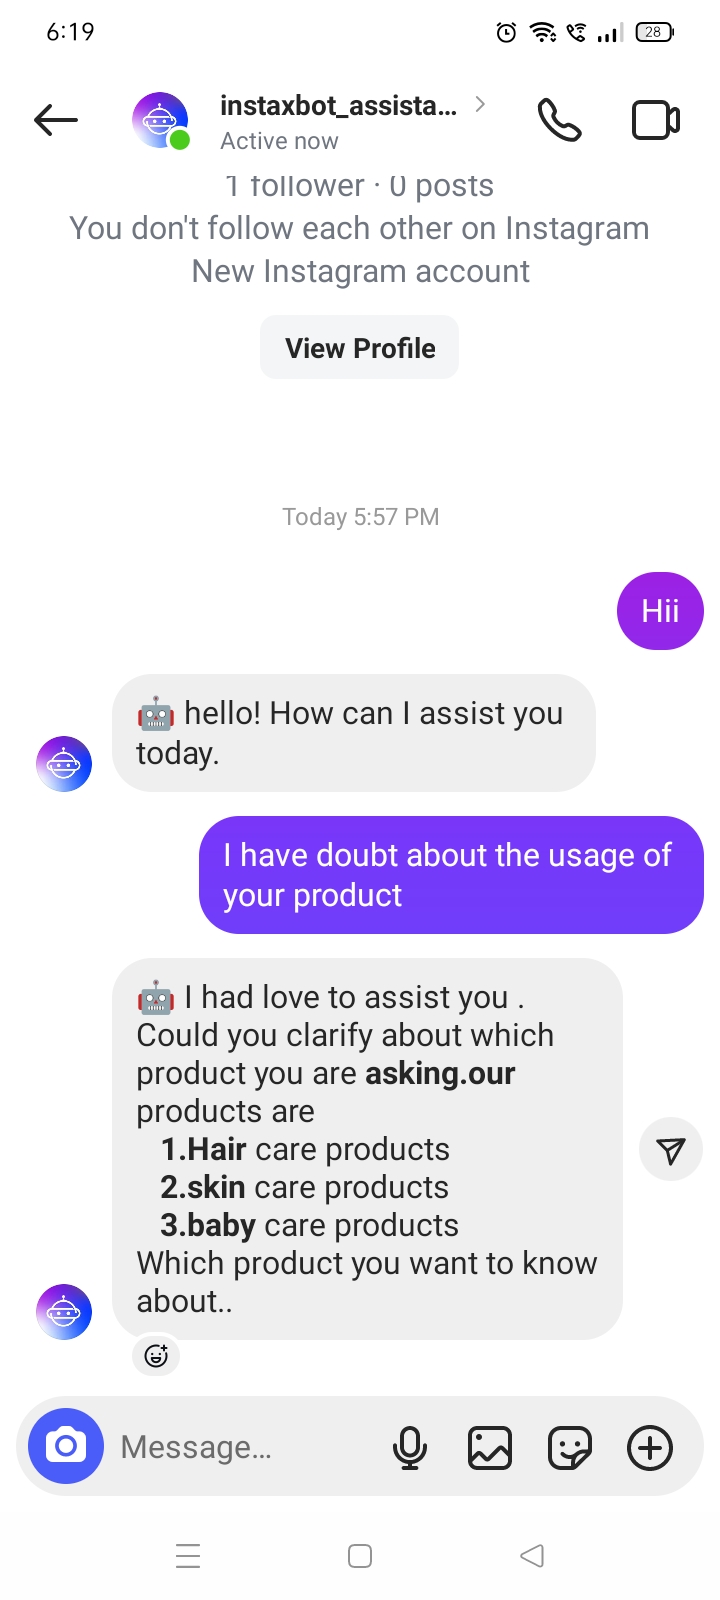 6:19
28
instaxbot_assista...
Active now
1 follower · 0 posts
You don't follow each other on Instagram
New Instagram account
View Profile
Today 5:57 PM
Hii
🤖 hello! How can I assist you
today.
I have doubt about the usage of
your product
🤖 I had love to assist you .
Could you clarify about which
product you are asking.our
products are
1.Hair care products
2.skin care products
3.baby care products
Which product you want to know
about..
Message...